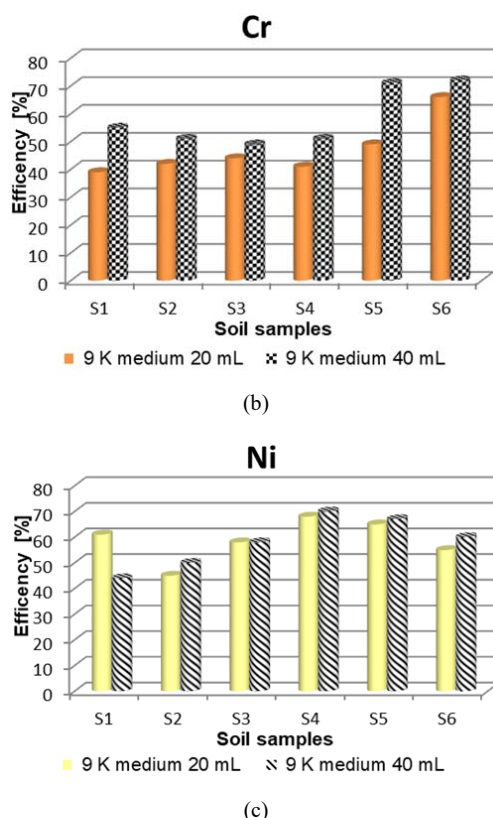 Cr
Efficency [%]
80
70
60
50
40
30
20
10
0
S1 S2 S3 S4 S5 S6
Soil samples
9 K medium 20 mL 9 K medium 40 mL
(b)
Ni
Efficency [%]
80
70
60
50
40
30
20
10
0
S1 S2 S3 S4 S5 S6
Soil samples
9 K medium 20 mL 9 K medium 40 mL
(c)